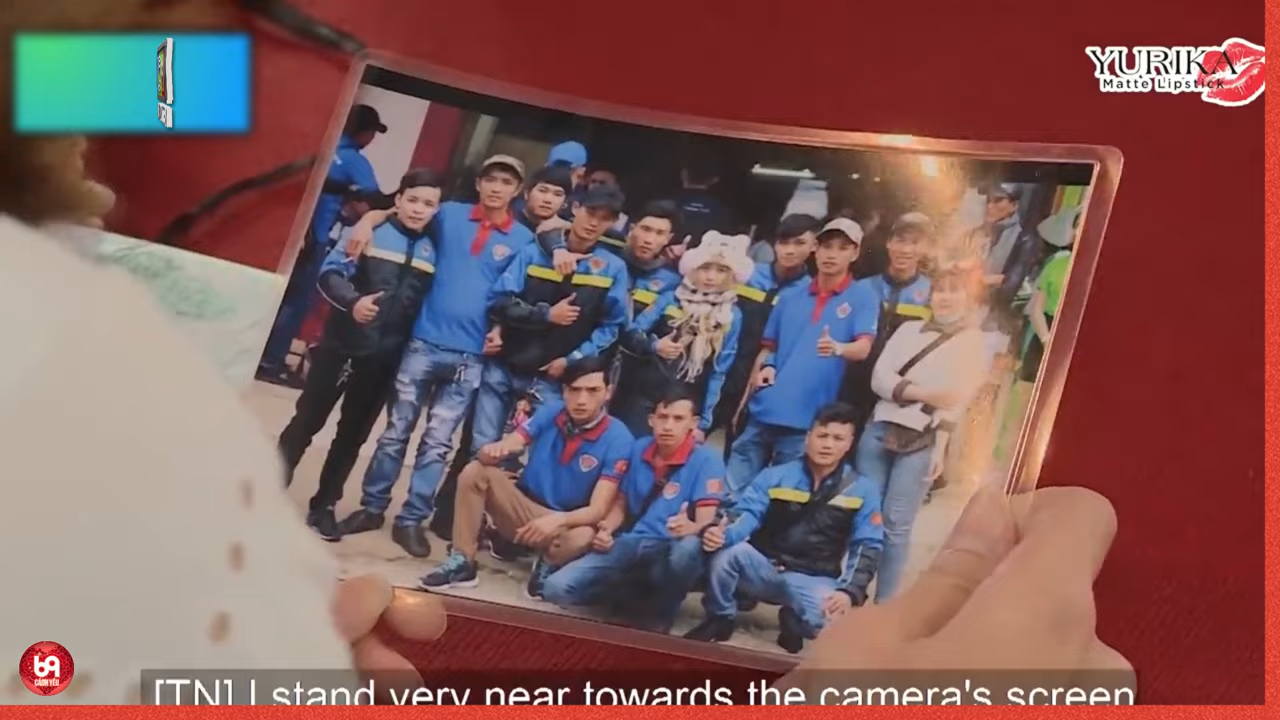 YURIKA
Matte Lipstick
[TN] I stand very near towards the camera's screen